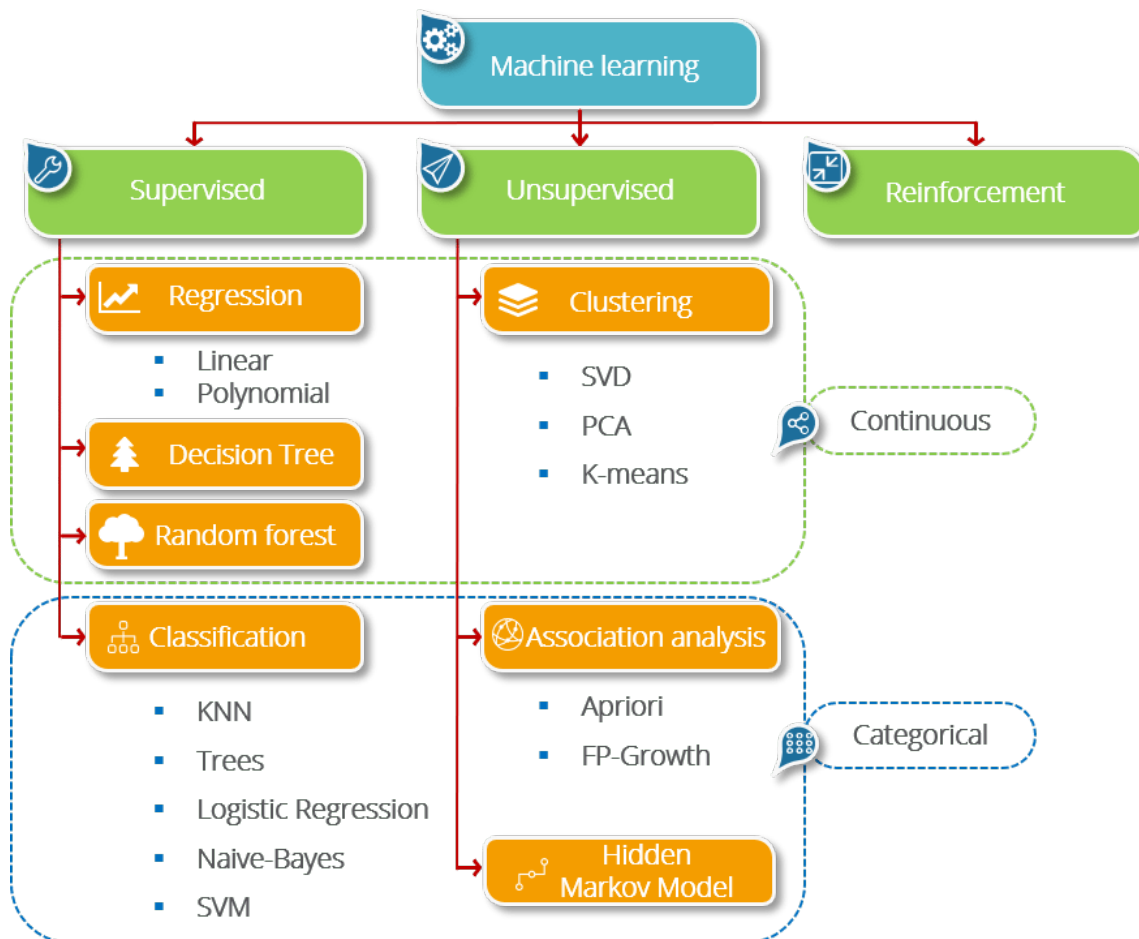 Machine learning
Supervised
Unsupervised
Reinforcement
Regression
Linear
Polynomial
Decision Tree
Random forest
Clustering
SVD
PCA
K-means
Continuous
Classification
KNN
Trees
Logistic Regression
Naive-Bayes
SVM
Association analysis
Apriori
FP-Growth
Hidden
Markov Model
Categorical